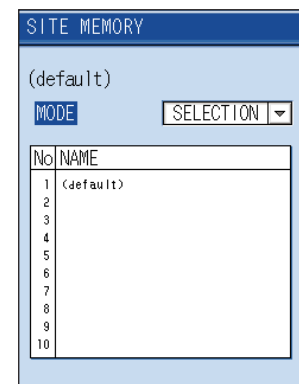 SITE MEMORY
(default)
MODE SELECTION
No NAME
1 (default)
2
3
4
5
6
7
8
9
10